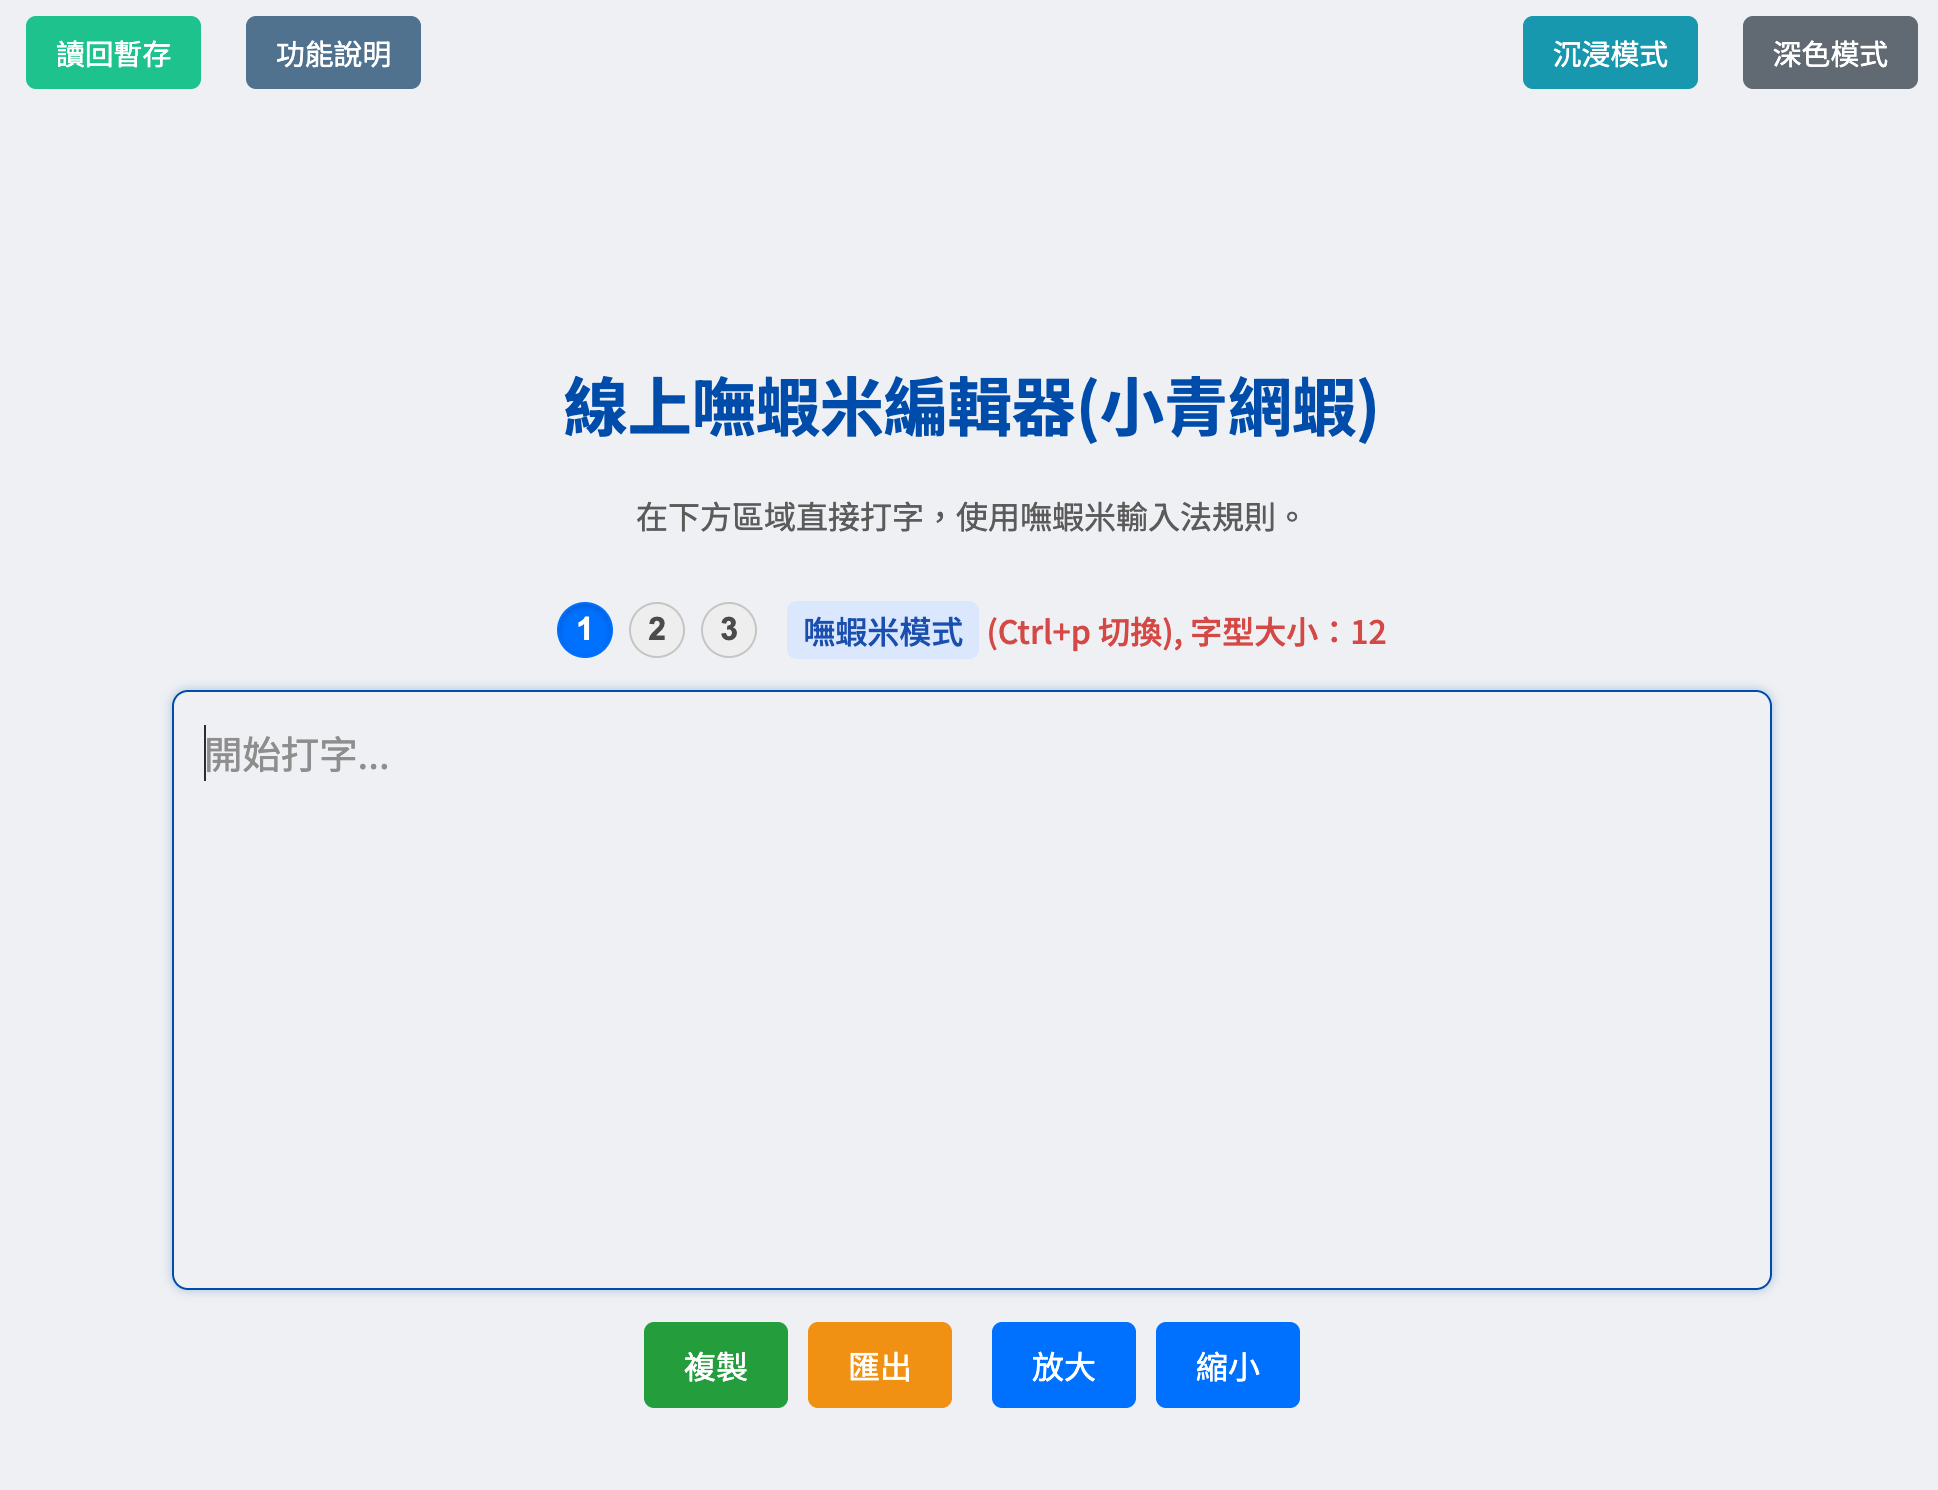 讀回暫存 功能說明 沉浸模式 深色模式
線上嘸蝦米編輯器(小青網蝦)
在下方區域直接打字，使用嘸蝦米輸入法規則。
1 2 3 嘸蝦米模式 (Ctrl+p 切換), 字型大小：12
開始打字...
複製 匯出 放大 縮小